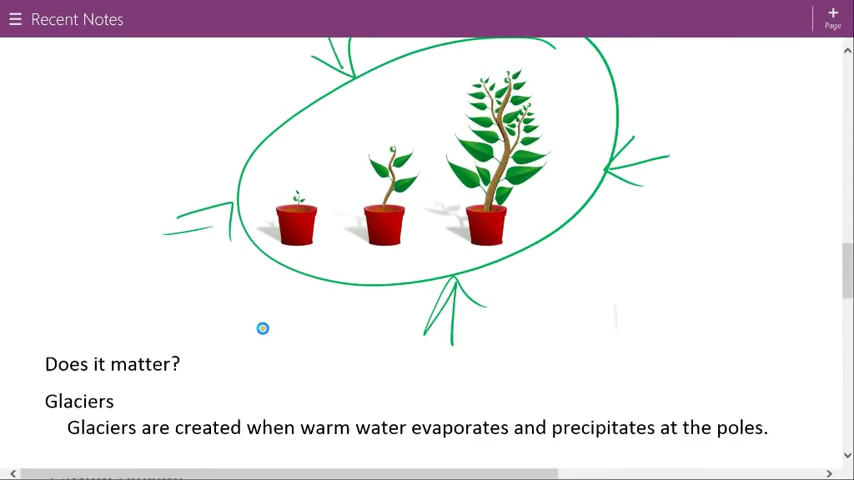 Recent Notes
Page
Does it matter?
Glaciers
Glaciers are created when warm water evaporates and precipitates at the poles.